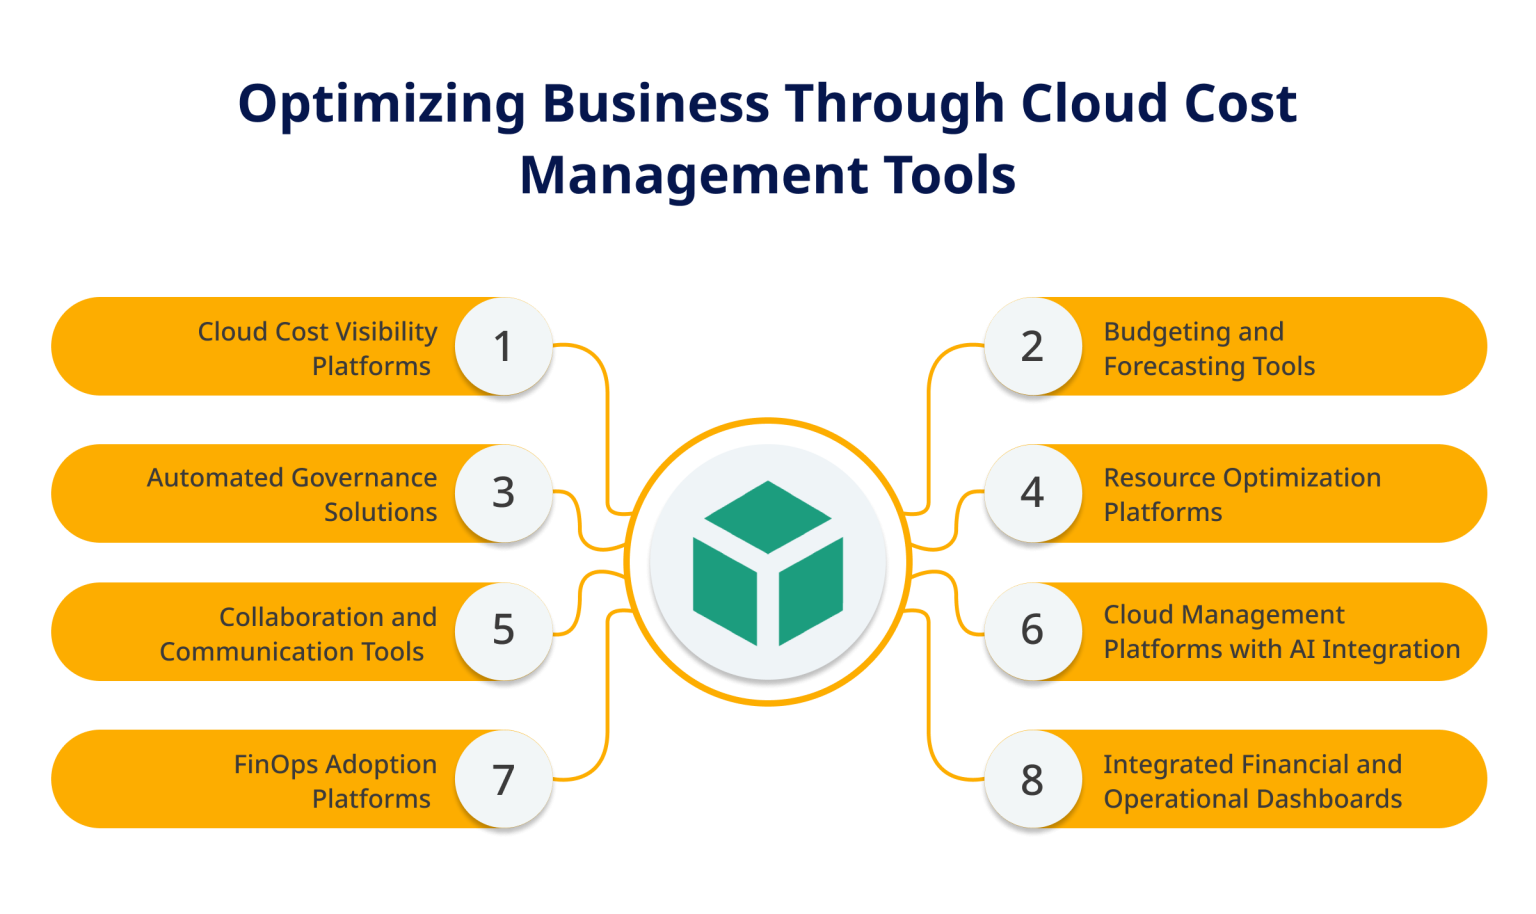 Optimizing Business Through Cloud Cost
Management Tools
1
Cloud Cost Visibility
Platforms
2
Budgeting and
Forecasting Tools
3
Automated Governance
Solutions
4
Resource Optimization
Platforms
5
Collaboration and
Communication Tools
6
Cloud Management
Platforms with AI Integration
7
FinOps Adoption
Platforms
8
Integrated Financial and
Operational Dashboards